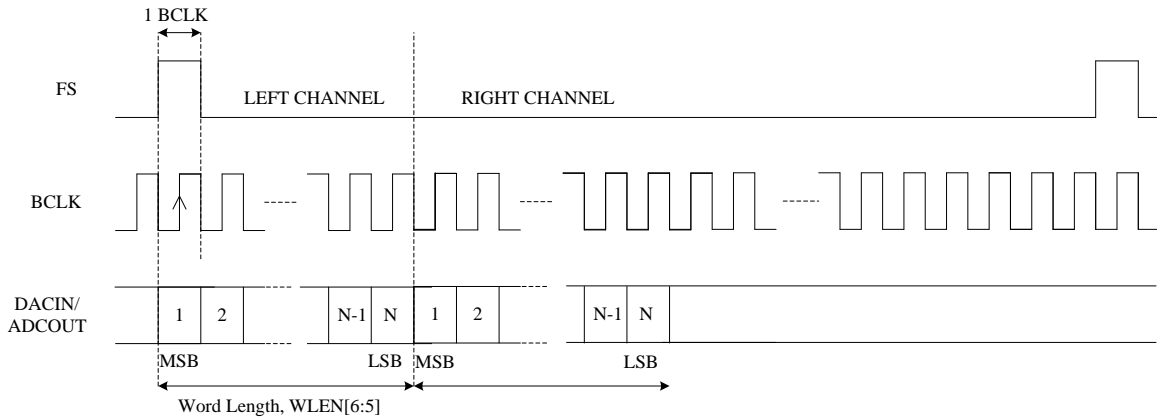 1 BCLK
FS
LEFT CHANNEL
RIGHT CHANNEL
BCLK
DACIN/
ADCOUT
1
2
N-1
N
1
2
N-1
N
MSB
LSB
MSB
LSB
Word Length, WLEN[6:5]